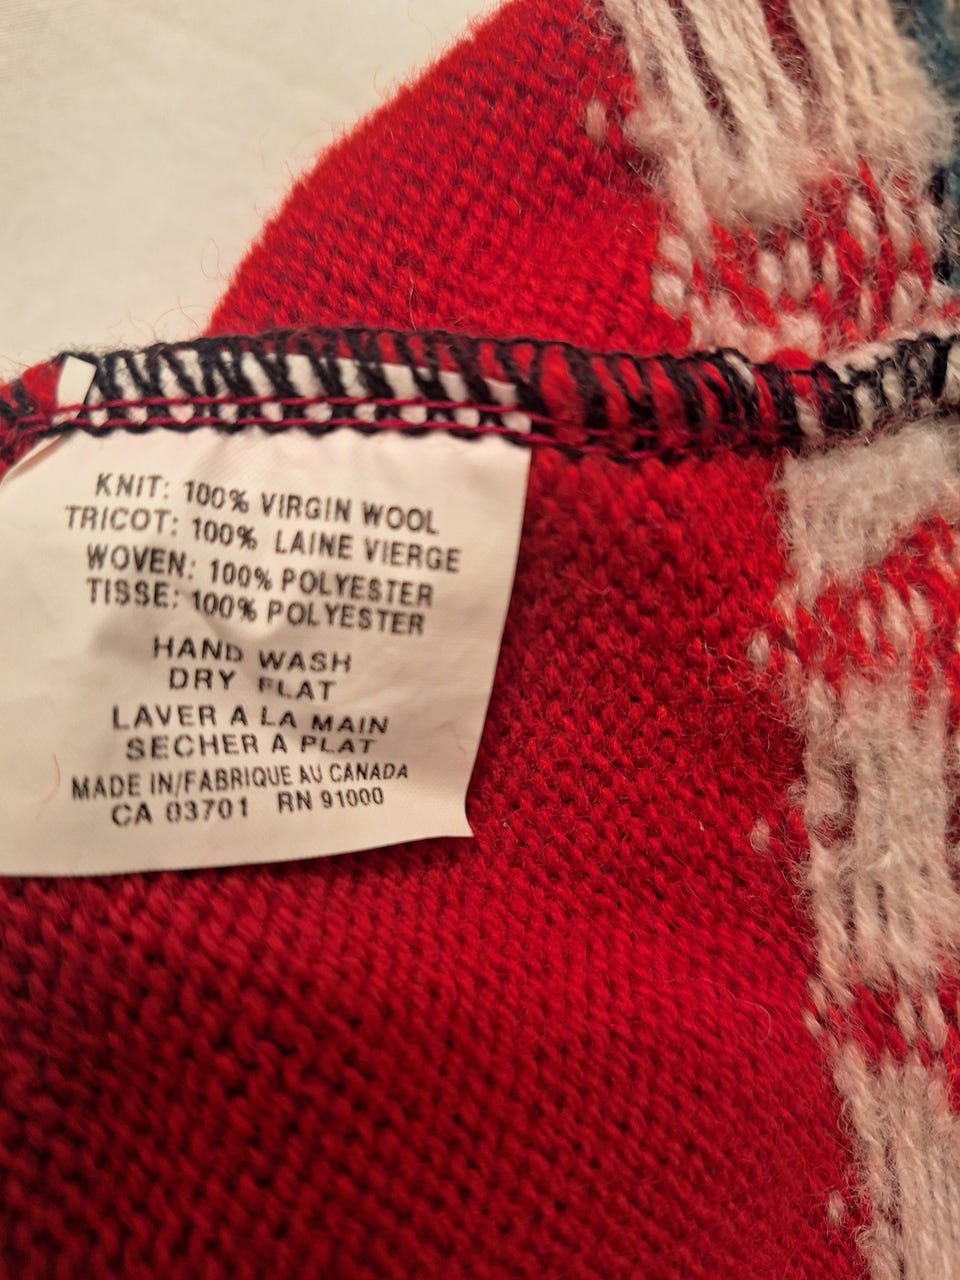 KNIT: 100% VIRGIN WOOL
TRICOT: 100% LAINE VIERGE
WOVEN: 100% POLYESTER
TISSE: 100% POLYESTER
HAND WASH
DRY FLAT
LAVER A LA MAIN
SECHER A PLAT
MADE IN/FABRIQUE AU CANADA
CA 03701 RN 91000